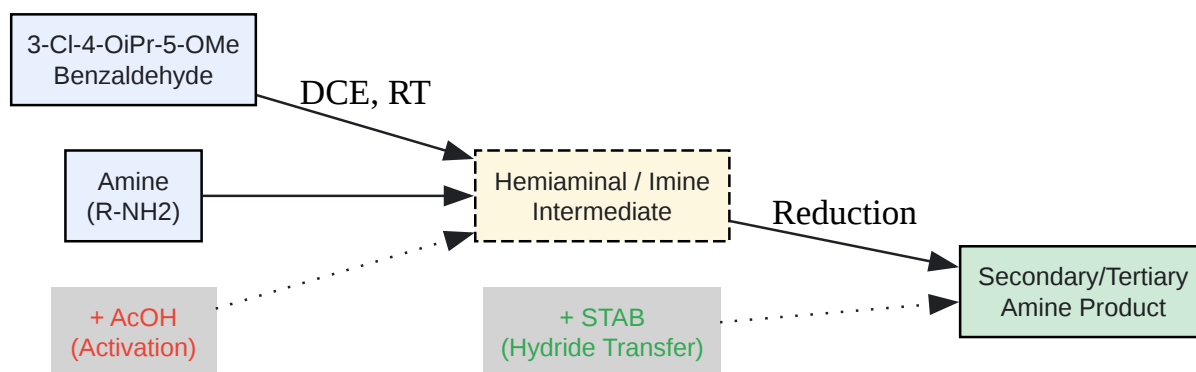 3-Cl-4-OiPr-5-OMe
Benzaldehyde
DCE, RT
Amine
(R-NH2)
Hemiaminal / Imine
Intermediate
Reduction
+ AcOH
(Activation)
+ STAB
(Hydride Transfer)
Secondary/Tertiary
Amine Product